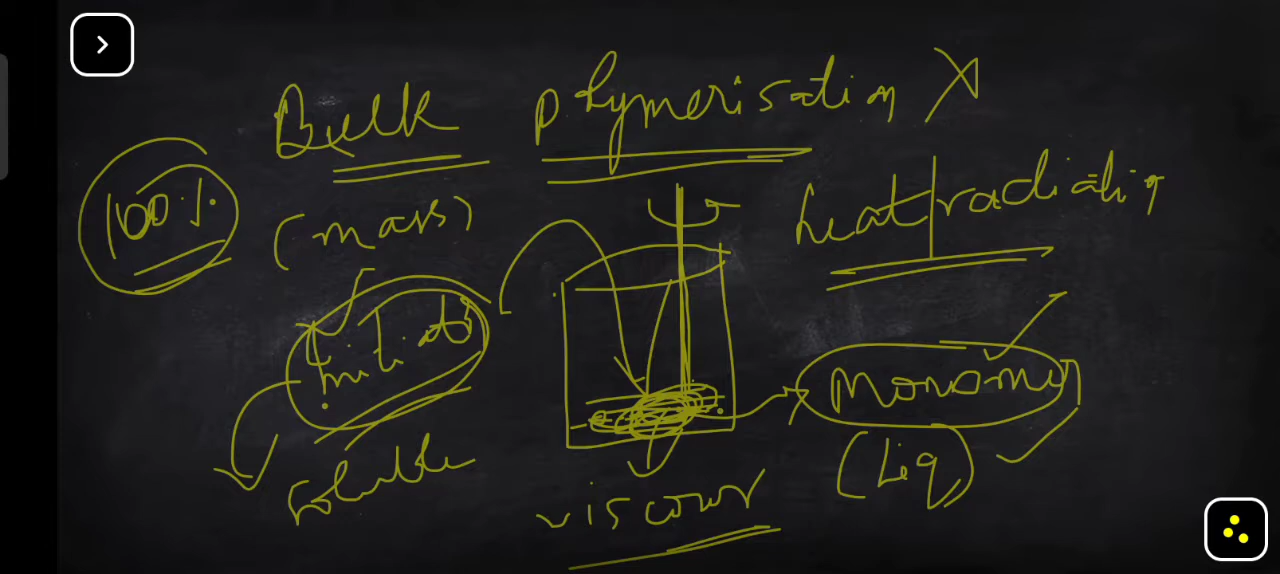 Bulk polymerisation
100%
(mass)
heat/radiation
Initiator
soluble
Monomer
(Liq)
viscous